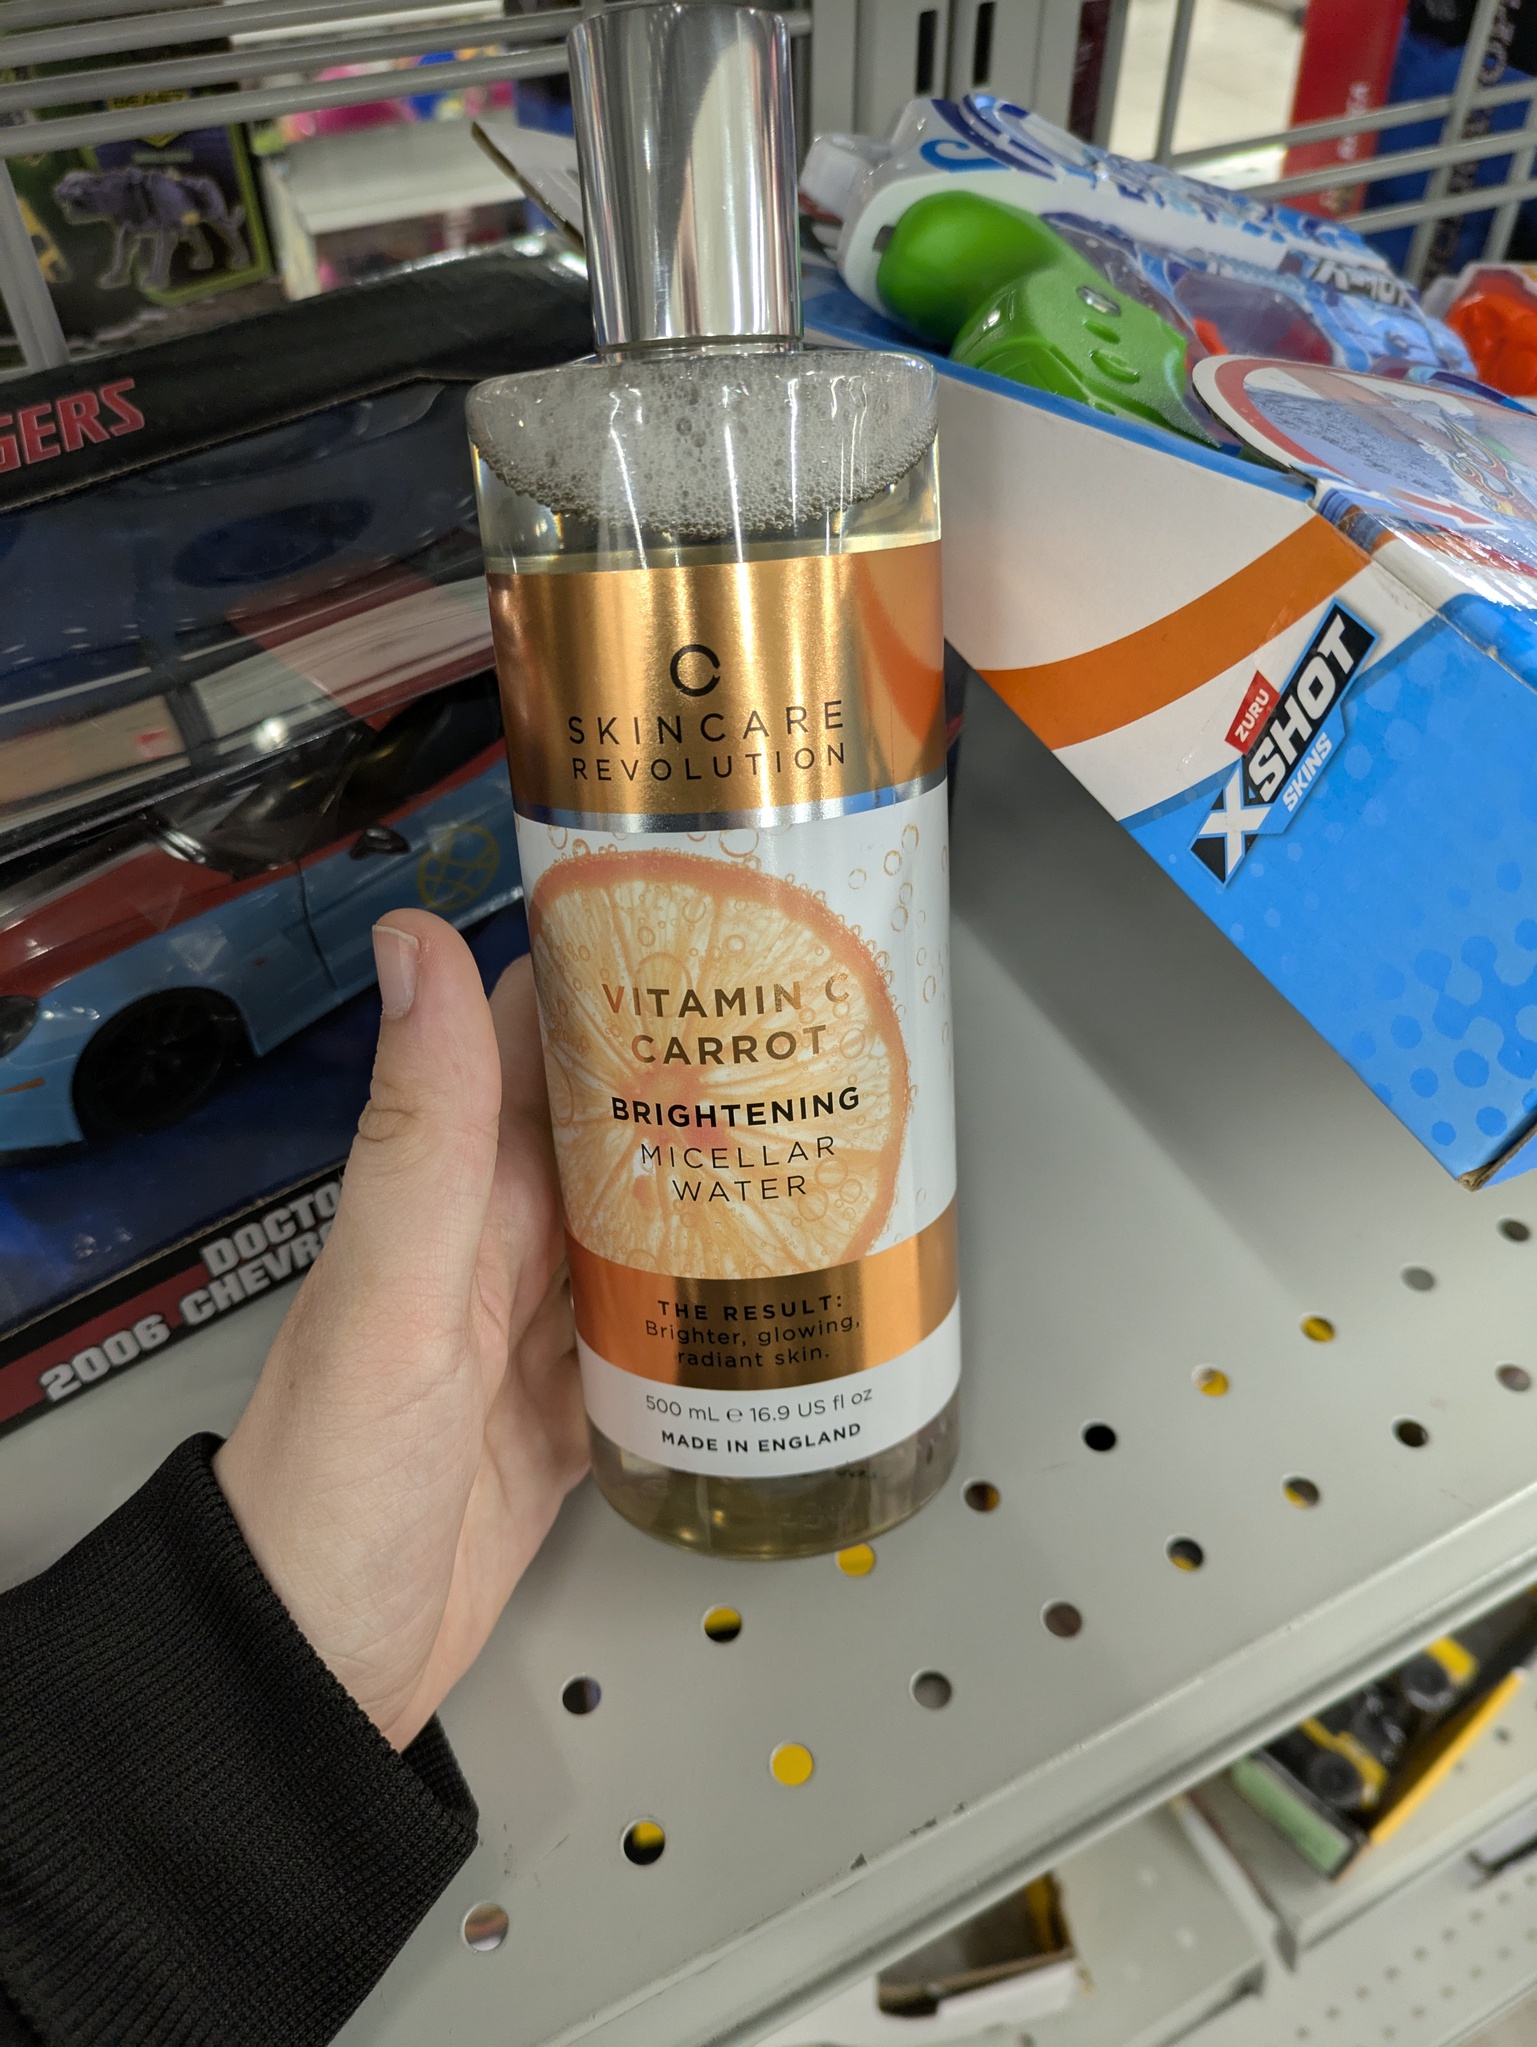 SKINCARE
REVOLUTION
VITAMIN C
CARROT
BRIGHTENING
MICELLAR
WATER
THE RESULT:
Brighter, glowing,
radiant skin.
500 mL ℮ 16.9 US fl oz
MADE IN ENGLAND
GERS
DOCTO
2006 CHEVR
ZURU
XSHOT
SKINS